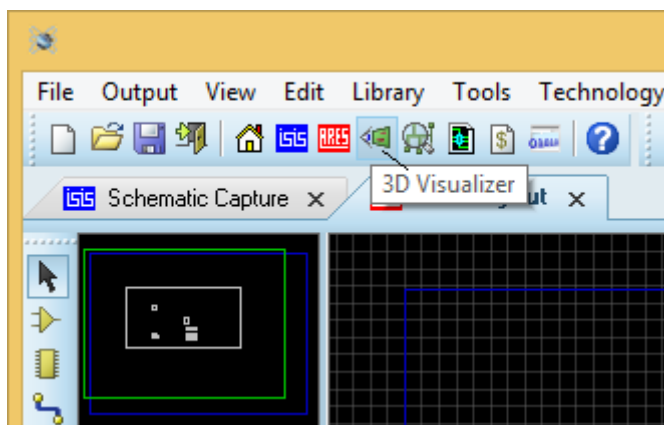 File Output View Edit Library Tools Technology
isis ARES $
3D Visualizer
isis Schematic Capture ut